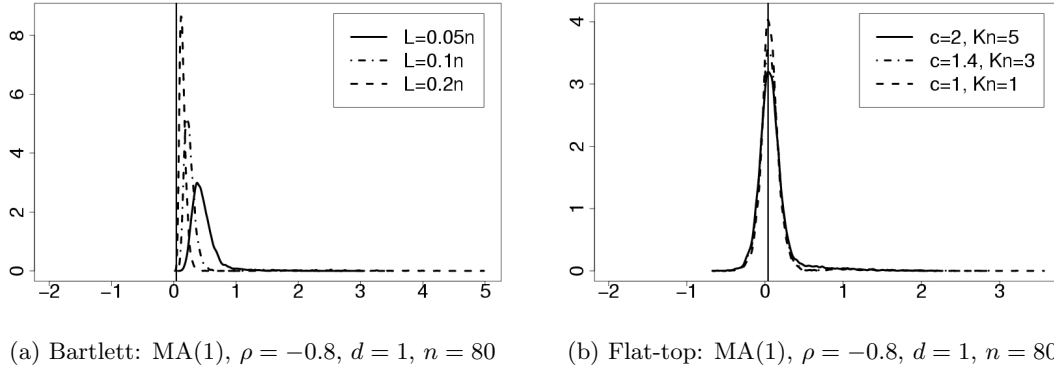 8
6
4
2
0
L=0.05n
L=0.1n
L=0.2n
−2 −1 0 1 2 3 4 5
(a) Bartlett: MA(1), ρ = −0.8, d = 1, n = 80
4
3
2
1
0
c=2, Kn=5
c=1.4, Kn=3
c=1, Kn=1
−2 −1 0 1 2 3
(b) Flat-top: MA(1), ρ = −0.8, d = 1, n = 80